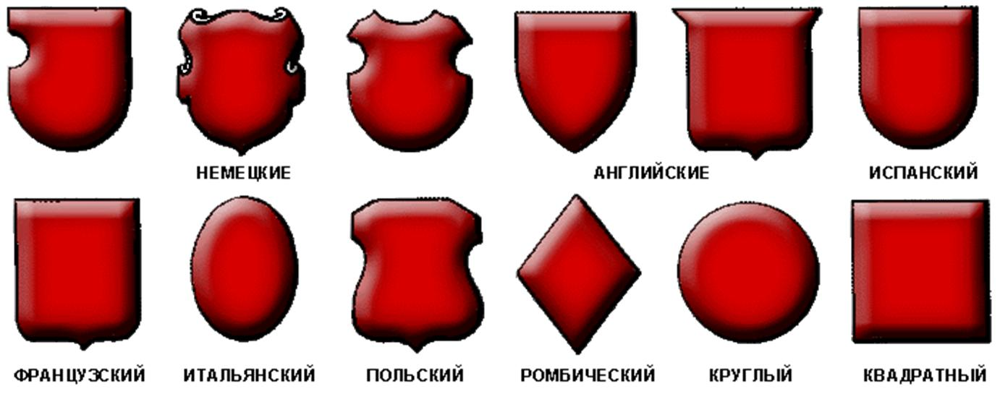 НЕМЕЦКИЕ АНГЛИЙСКИЕ ИСПАНСКИЙ
ФРАНЦУЗСКИЙ ИТАЛЬЯНСКИЙ ПОЛЬСКИЙ РОМБИЧЕСКИЙ КРУГЛЫЙ КВАДРАТНЫЙ